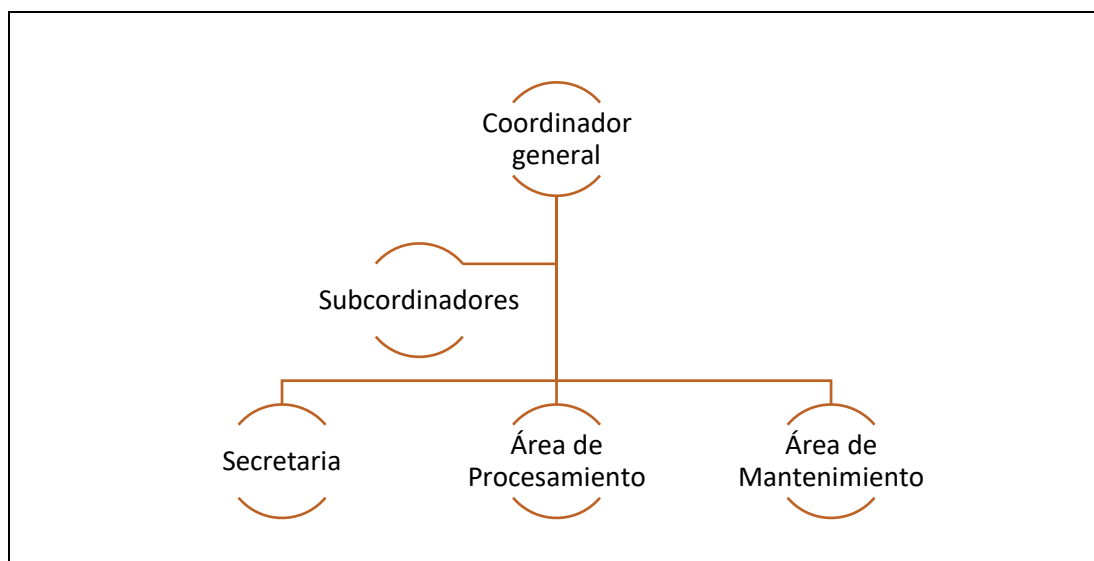 Coordinador
general
Subcordinadores
Secretaria
Área de
Procesamiento
Área de
Mantenimiento